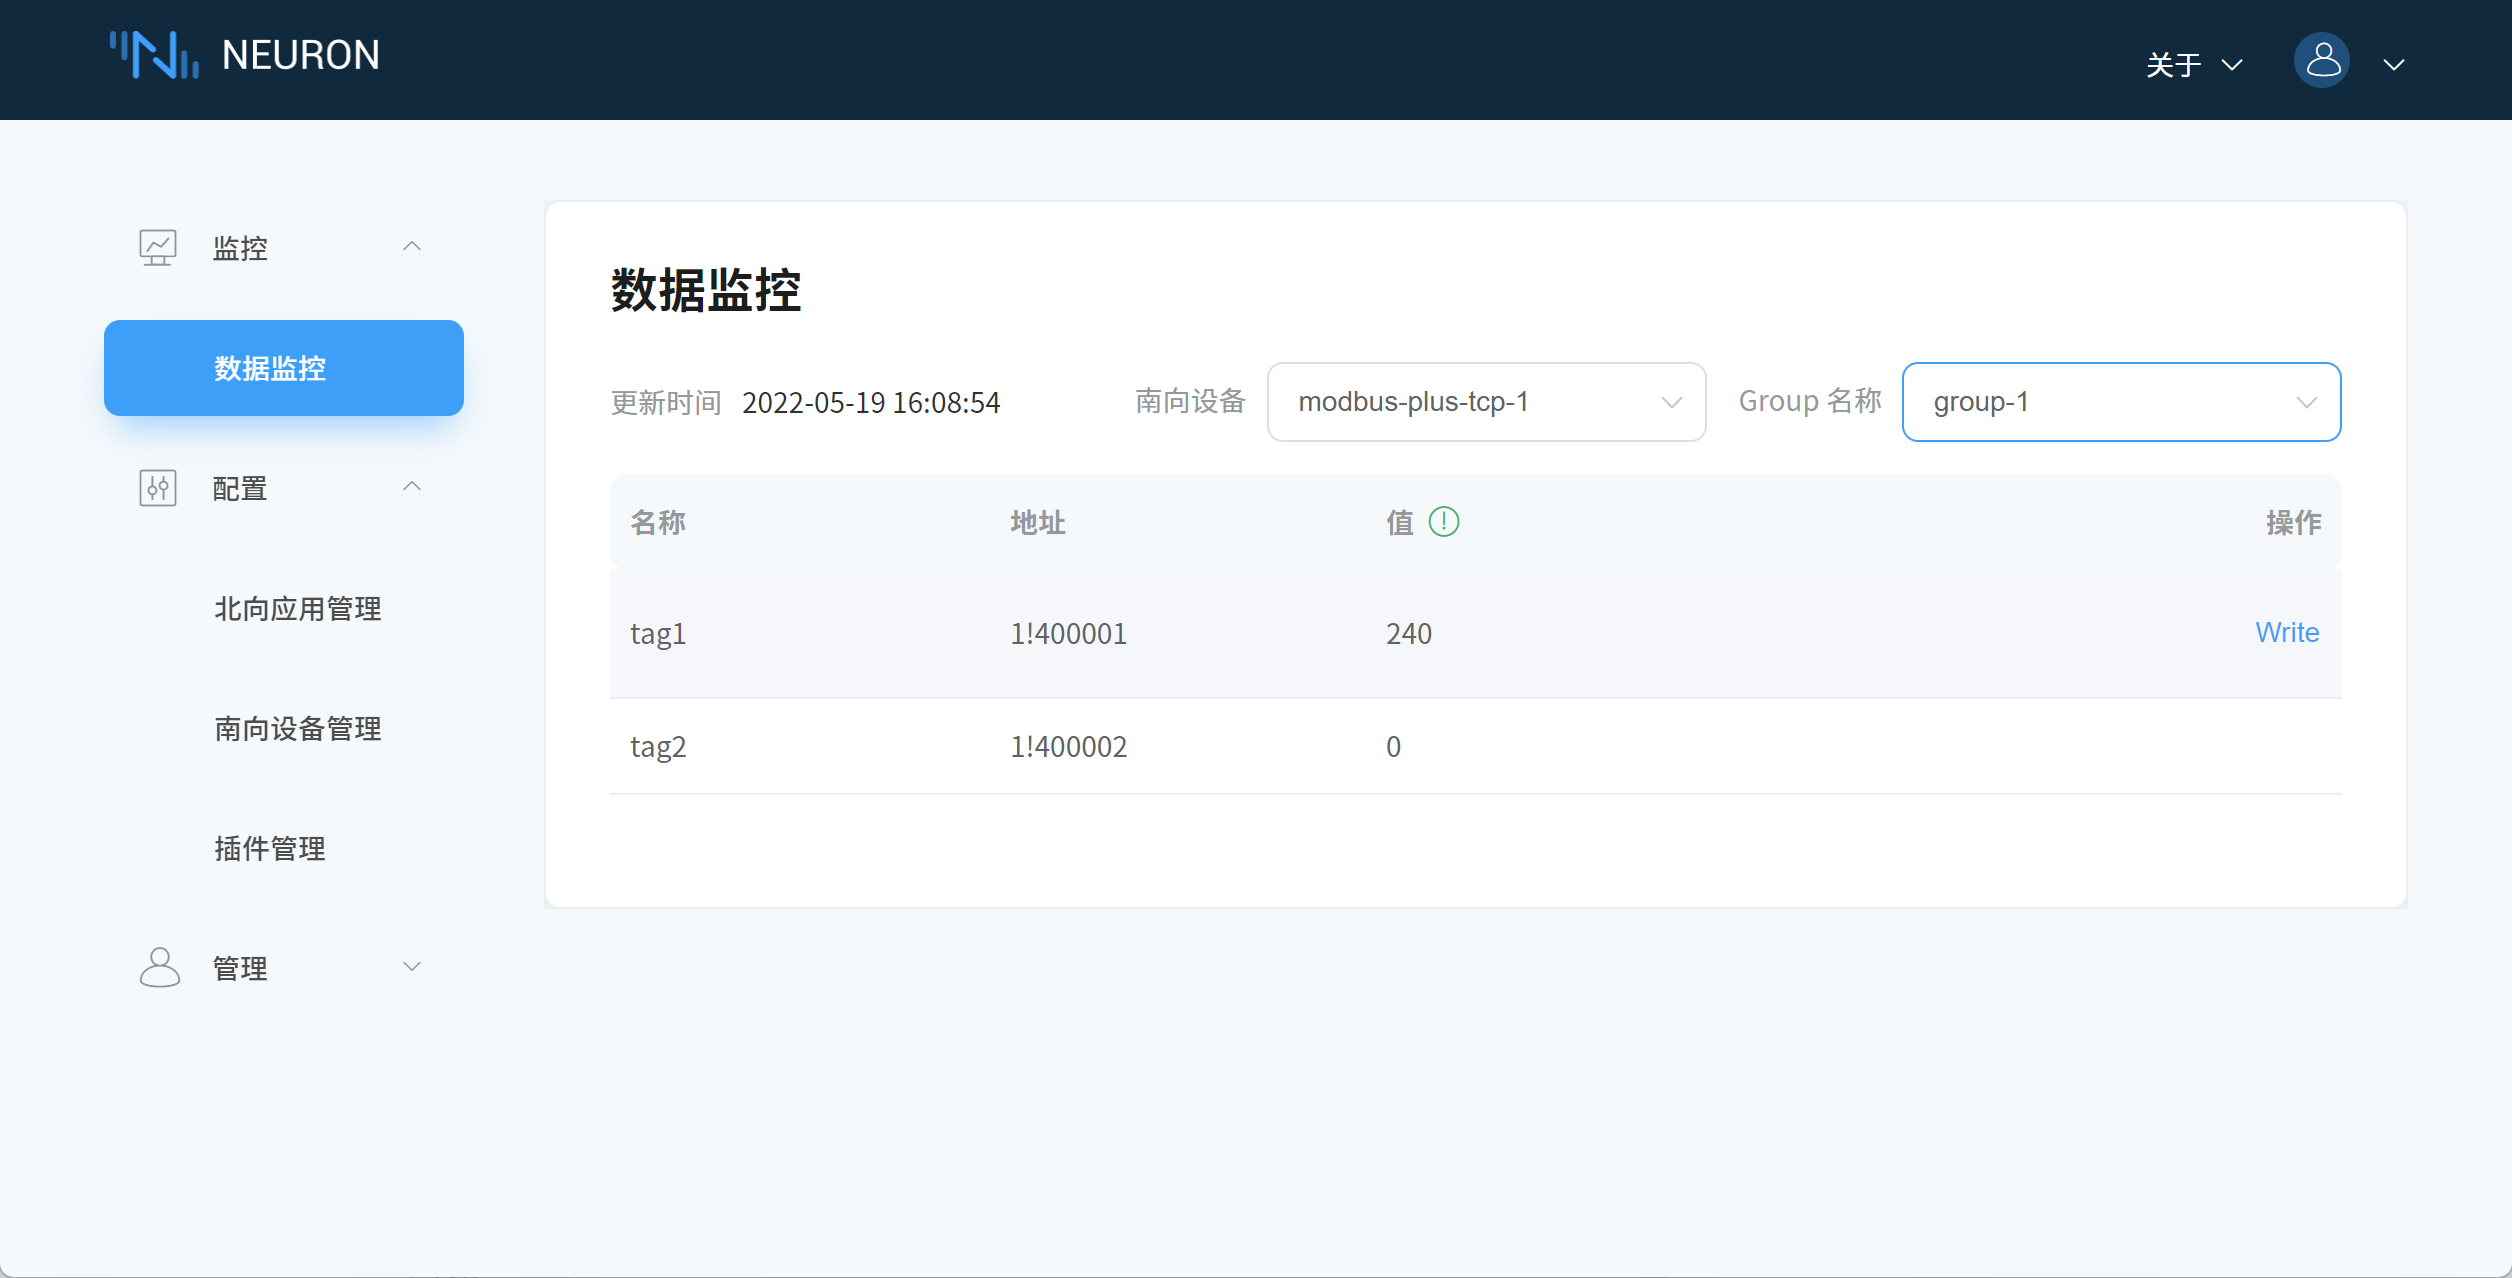 NEURON
关于
监控
数据监控
配置
北向应用管理
南向设备管理
插件管理
管理
数据监控
更新时间 2022-05-19 16:08:54 南向设备 modbus-plus-tcp-1 Group 名称 group-1
名称 地址 值 操作
tag1 1!400001 240 Write
tag2 1!400002 0